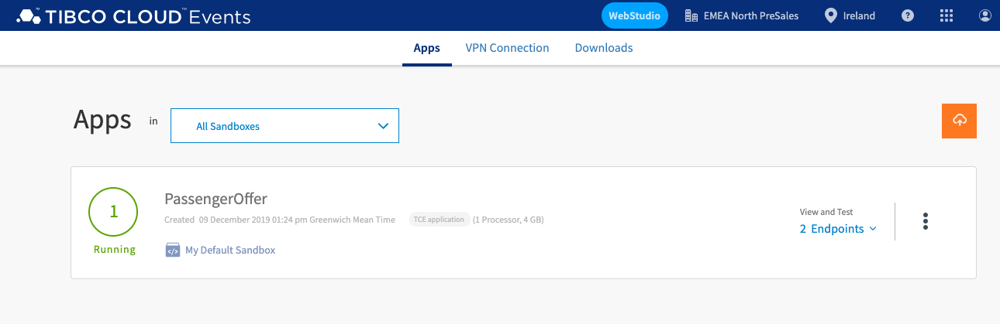 TIBCO CLOUD™ Events WebStudio EMEA North PreSales Ireland ?
Apps VPN Connection Downloads
Apps in All Sandboxes
1 Running
PassengerOffer
Created 09 December 2019 01:24 pm Greenwich Mean Time TCE application (1 Processor, 4 GB)
</> My Default Sandbox
View and Test
2 Endpoints